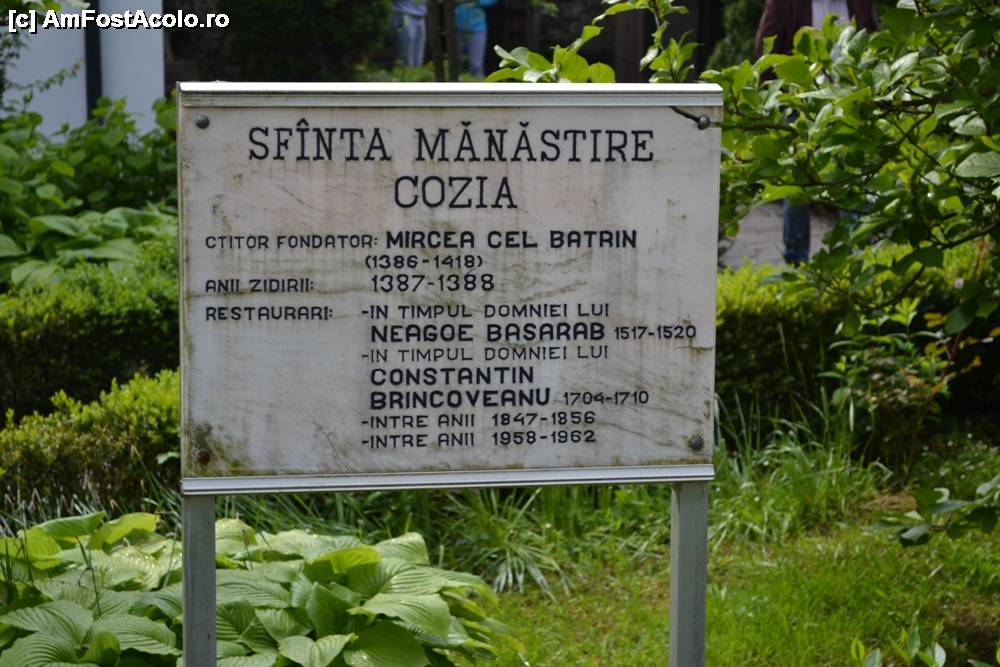 [c] AmFostAcolo.ro
SFÎNTA MĂNĂSTIRE
COZIA
CTITOR FONDATOR: MIRCEA CEL BATRIN
(1386-1418)
ANII ZIDIRII: 1387-1388
RESTAURARI: -IN TIMPUL DOMNIEI LUI
NEAGOE BASARAB 1517-1520
-IN TIMPUL DOMNIEI LUI
CONSTANTIN
BRINCOVEANU 1704-1710
-INTRE ANII 1847-1856
-INTRE ANII 1958-1962